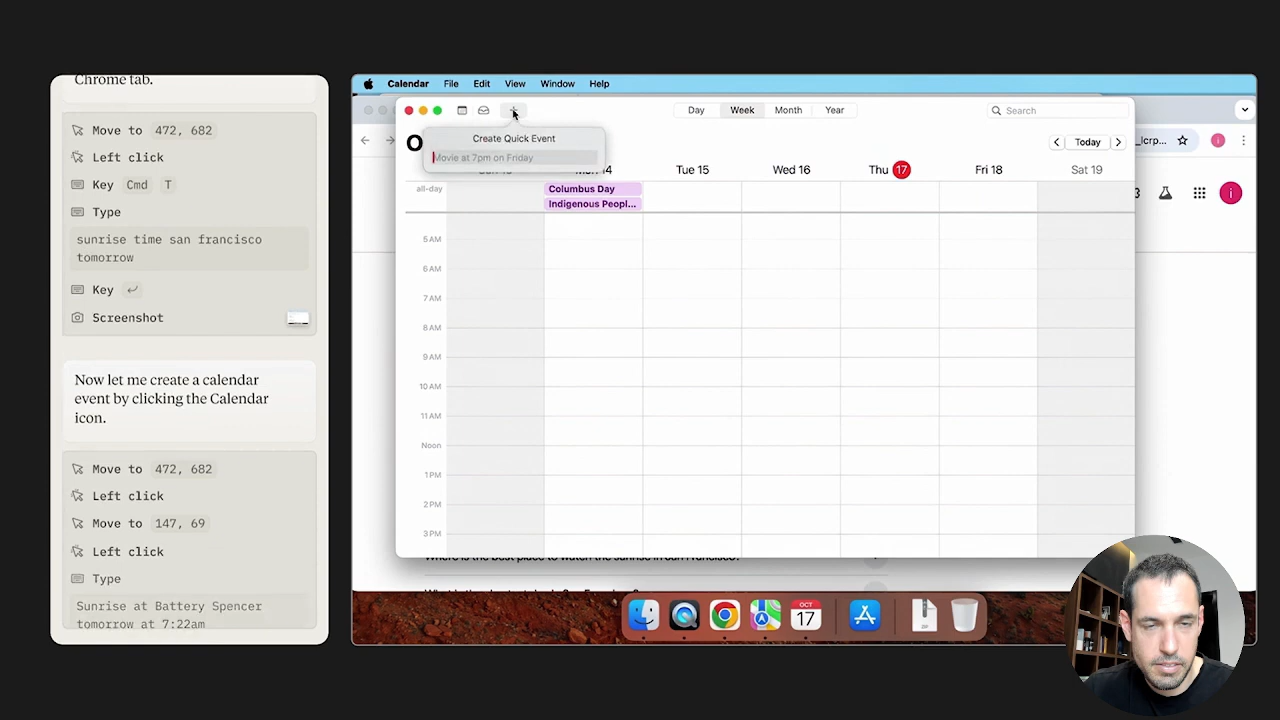 Chrome tab.
Move to 472, 682
Left click
Key Cmd T
Type
sunrise time san francisco
tomorrow
Key
Screenshot
Now let me create a calendar
event by clicking the Calendar
icon.
Move to 472, 682
Left click
Move to 147, 69
Left click
Type
Sunrise at Battery Spencer
tomorrow at 7:22am
Calendar File Edit View Window Help
Day Week Month Year
Search
Create Quick Event
Movie at 7pm on Friday
O
Today
_lcrp...
Tue 15 Wed 16 Thu 17 Fri 18 Sat 19
all-day
Columbus Day
Indigenous Peopl...
5 AM
6 AM
7 AM
8 AM
9 AM
10 AM
11 AM
Noon
1 PM
2 PM
3 PM
OCT
17